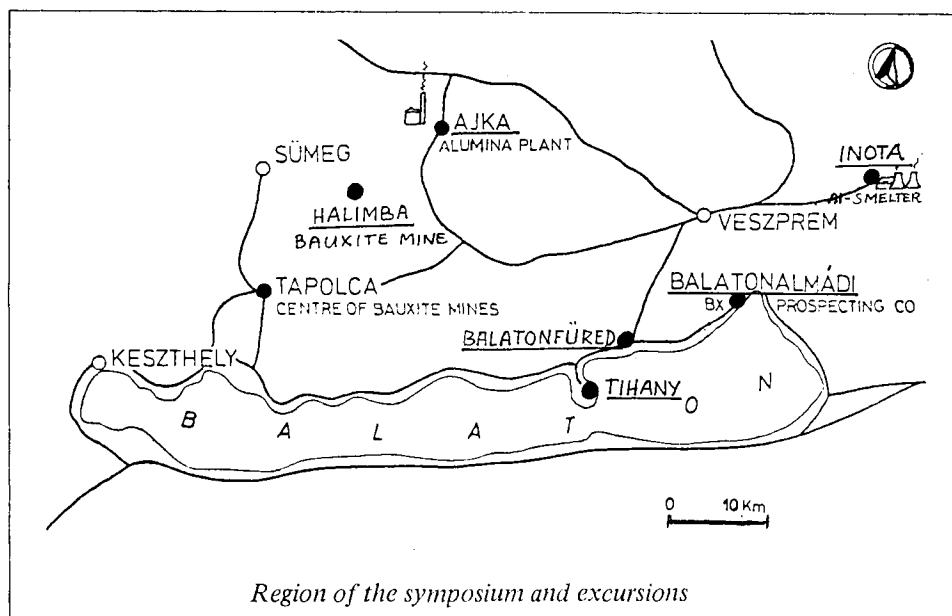 AJKA
ALUMINA PLANT
SÜMEG
INOTA
Al-SMELTER
HALIMBA
BAUXITE MINE
VESZPREM
TAPOLCA
CENTRE OF BAUXITE MINES
BALATONALMÁDI
BX PROSPECTING CO
BALATONFÜRED
KESZTHELY
TIHANY
B A L A T O N
0 10 Km
Region of the symposium and excursions